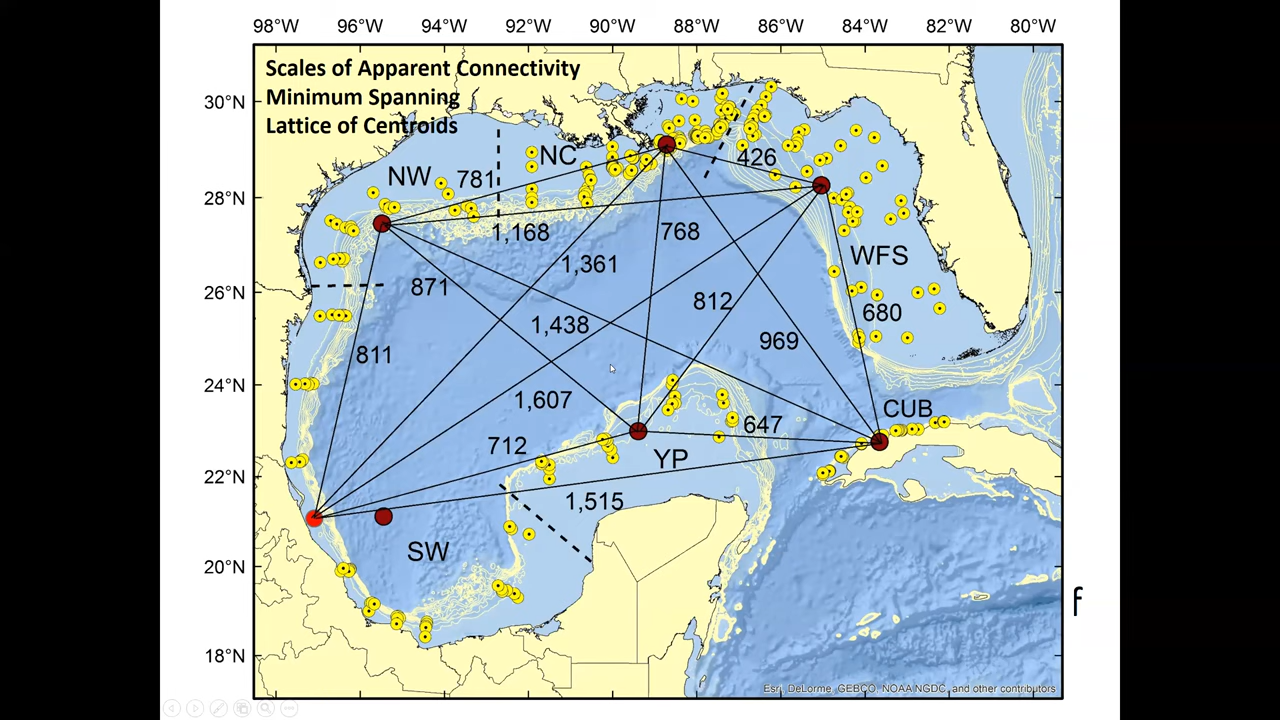 98°W 96°W 94°W 92°W 90°W 88°W 86°W 84°W 82°W 80°W
Scales of Apparent Connectivity
Minimum Spanning
Lattice of Centroids
30°N
28°N
26°N
24°N
22°N
20°N
18°N
NC
426
NW
781
1,168
768
WFS
1,361
871
812
680
1,438
969
811
1,607
CUB
647
712
YP
1,515
SW
f
Esri, DeLorme, GEBCO, NOAA NGDC, and other contributors